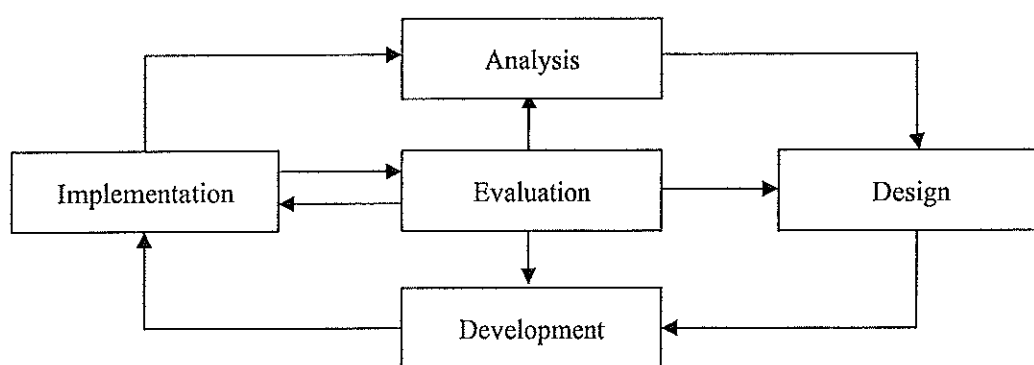 Analysis
Implementation
Evaluation
Design
Development